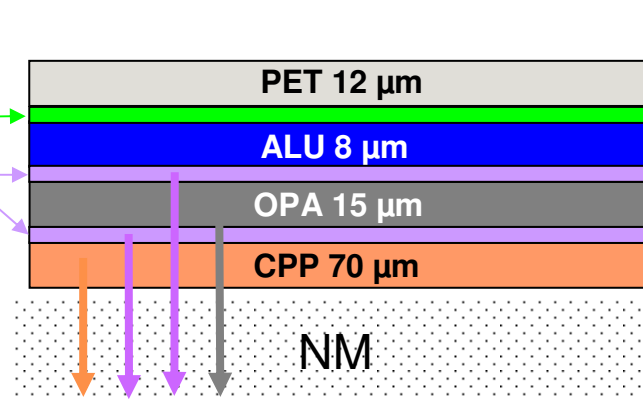 PET 12 µm
ALU 8 µm
OPA 15 µm
CPP 70 µm
NM